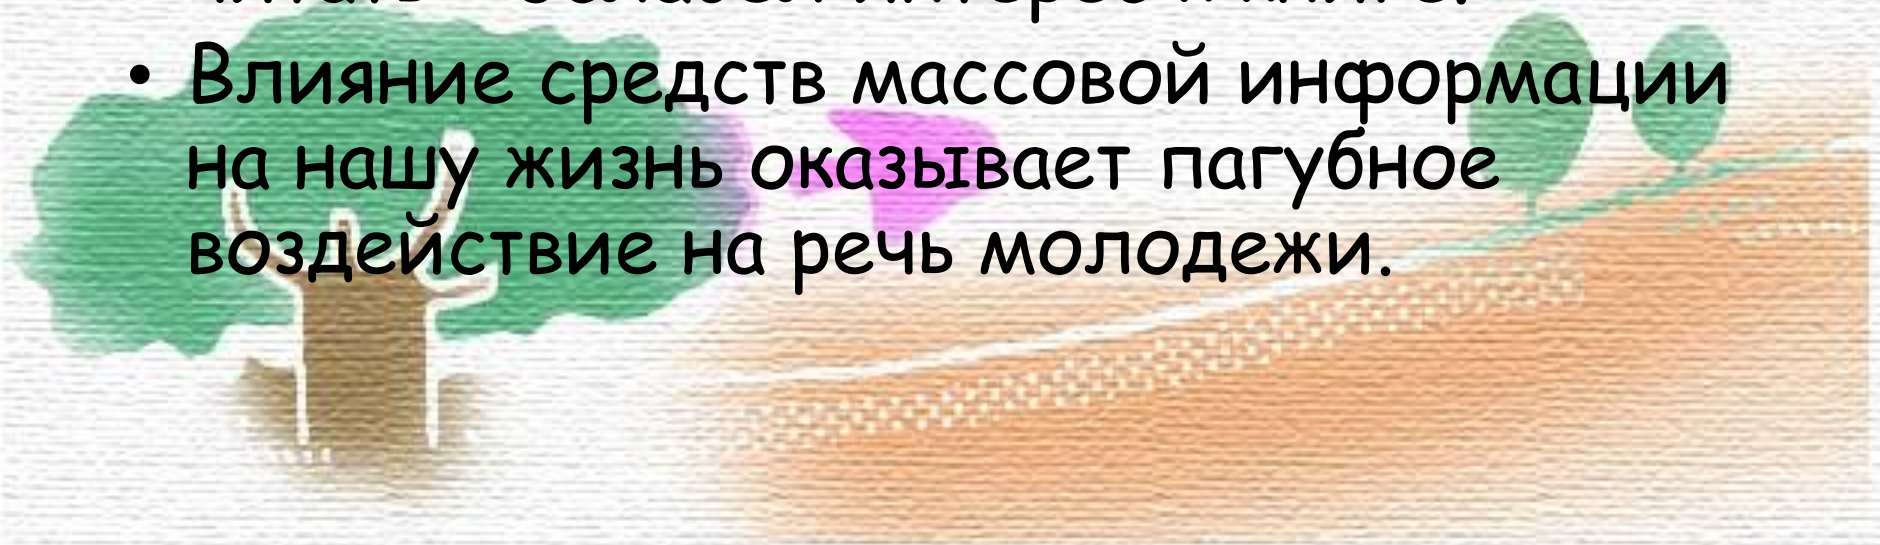 • Влияние средств массовой информации
на нашу жизнь оказывает пагубное
воздействие на речь молодежи.